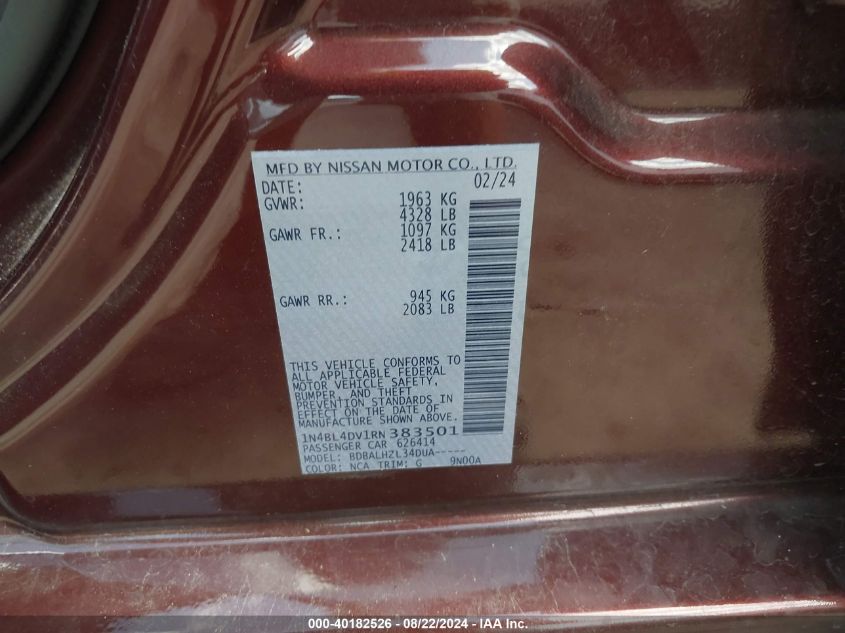 MFD BY NISSAN MOTOR CO., LTD.
DATE: 02/24
GVWR: 1963 KG
4328 LB
GAWR FR.: 1097 KG
2418 LB
GAWR RR.: 945 KG
2083 LB
THIS VEHICLE CONFORMS TO
ALL APPLICABLE FEDERAL
MOTOR VEHICLE SAFETY,
BUMPER, AND THEFT
PREVENTION STANDARDS IN
EFFECT ON THE DATE OF
MANUFACTURE SHOWN ABOVE.
1N4BL4DV1RN383501
PASSENGER CAR 626414
MODEL: BDBALHZL34DUA-----
COLOR: NCA TRIM: G 9N00A
000-40182526 - 08/22/2024 - IAA Inc.